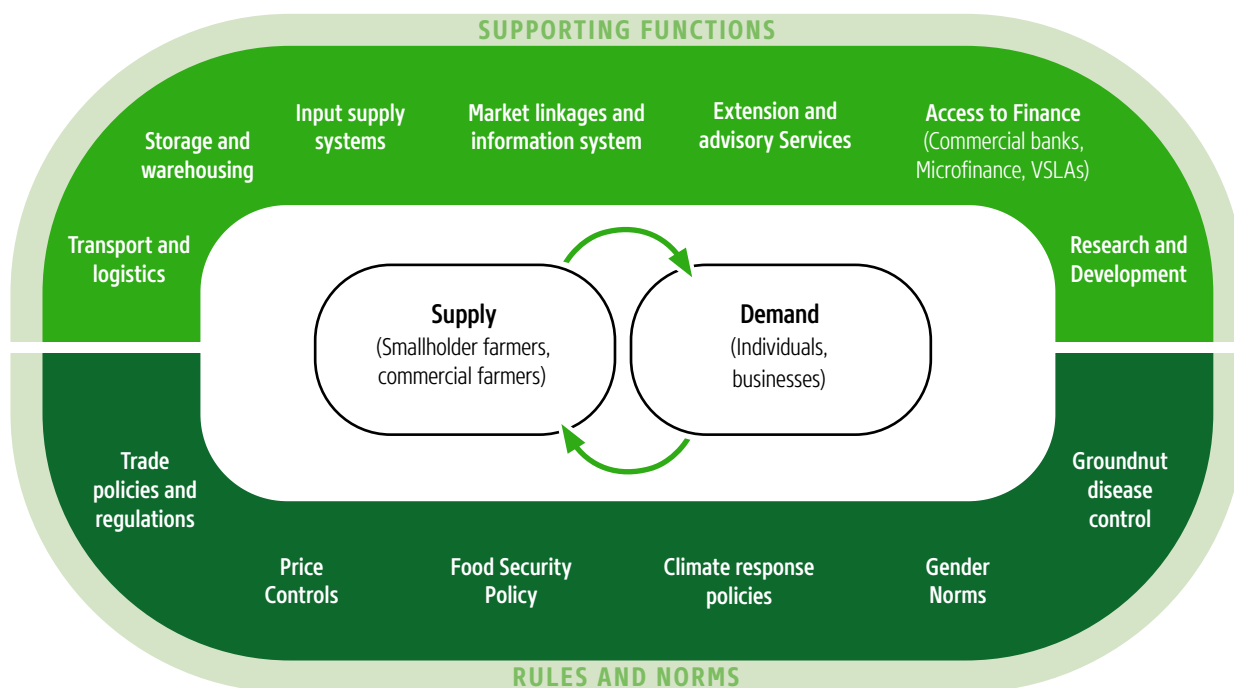 SUPPORTING FUNCTIONS
Transport and
logistics
Storage and
warehousing
Input supply
systems
Market linkages and
information system
Extension and
advisory Services
Access to Finance
(Commercial banks,
Microfinance, VSLAs)
Research and
Development
Supply
(Smallholder farmers,
commercial farmers)
Demand
(Individuals,
businesses)
Trade
policies and
regulations
Price
Controls
Food Security
Policy
Climate response
policies
Gender
Norms
Groundnut
disease
control
RULES AND NORMS